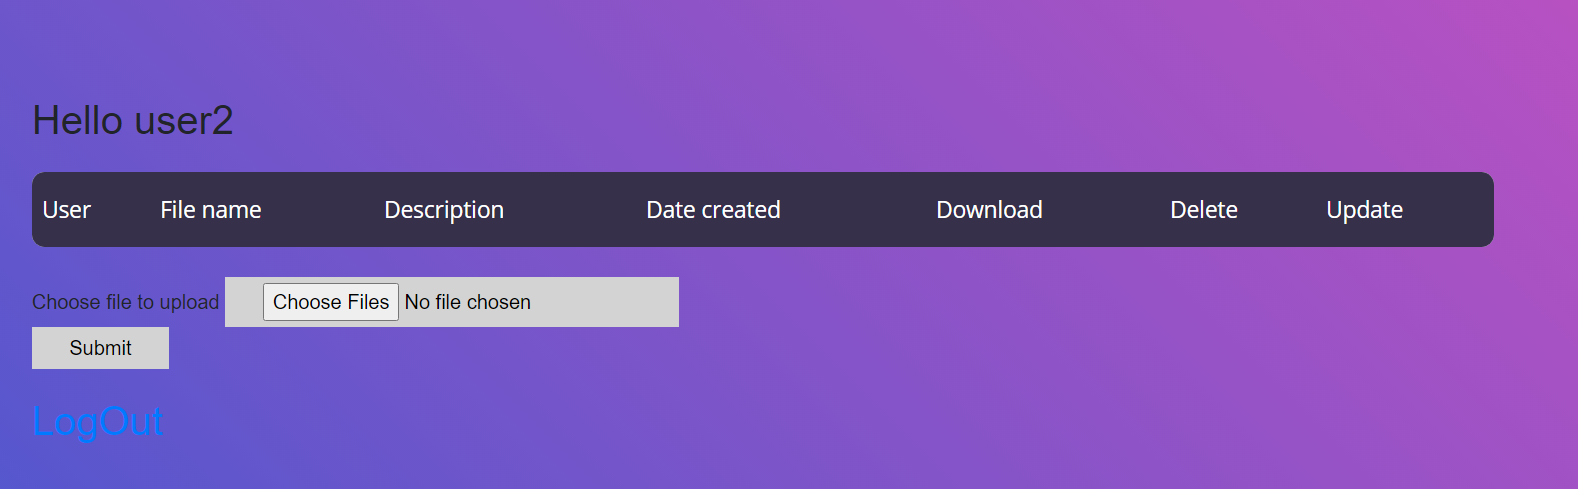 Hello user2
User File name Description Date created Download Delete Update
Choose file to upload Choose Files No file chosen
Submit
LogOut